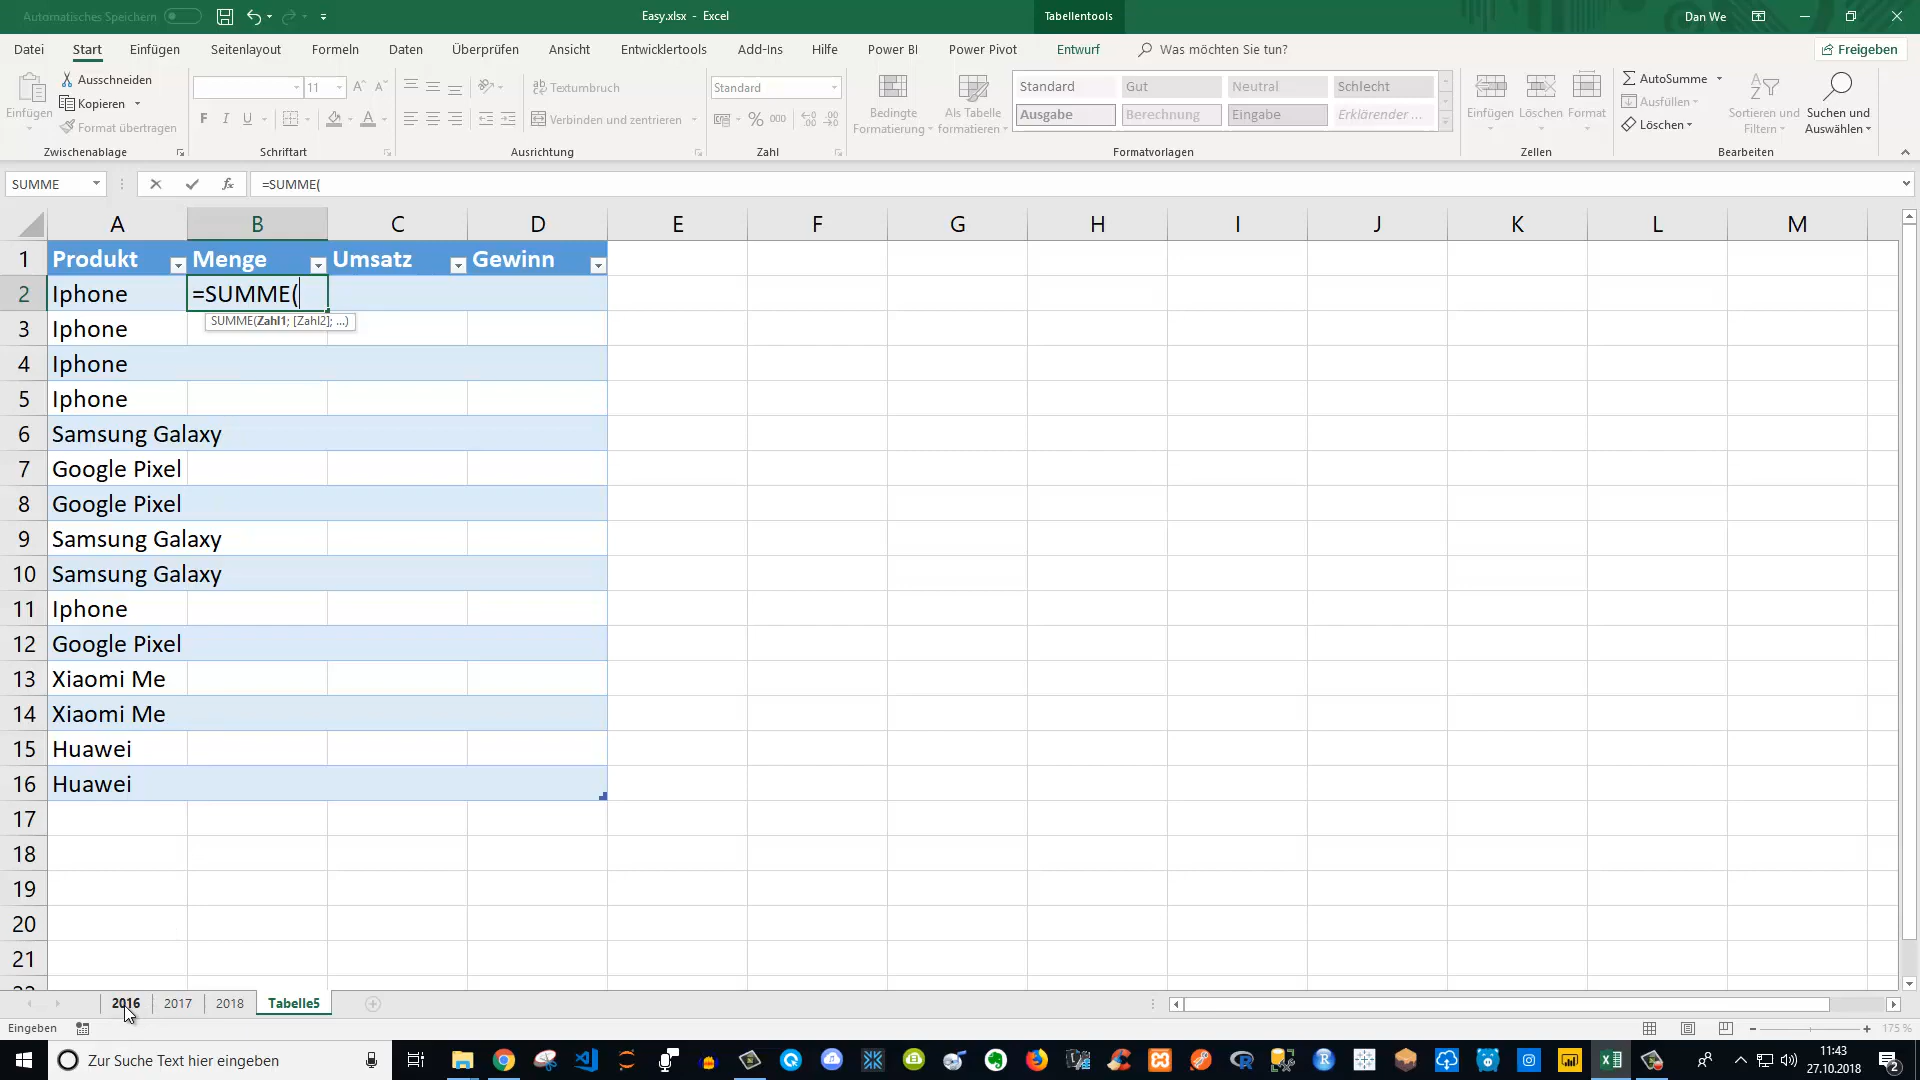 Automatisches Speichern
Easy.xlsx - Excel
Tabellentools
Dan We
Datei Start Einfügen Seitenlayout Formeln Daten Überprüfen Ansicht Entwicklertools Add-Ins Hilfe Power BI Power Pivot Entwurf Was möchten Sie tun? Freigeben
Einfügen
Ausschneiden
Kopieren
Format übertragen
Zwischenablage
11
F K U
Schriftart
Textumbruch
Verbinden und zentrieren
Ausrichtung
Standard
% 000
Zahl
Bedingte
Formatierung
Als Tabelle
formatieren
Standard Gut Neutral Schlecht
Ausgabe Berechnung Eingabe Erklärender ...
Formatvorlagen
Einfügen Löschen Format
Zellen
AutoSumme
Ausfüllen
Löschen
Sortieren und
Filtern
Suchen und
Auswählen
Bearbeiten
SUMME
fx
=SUMME(
A B C D E F G H I J K L M
1 Produkt Menge Umsatz Gewinn
2 Iphone =SUMME(
SUMME(Zahl1; [Zahl2]; ...)
3 Iphone
4 Iphone
5 Iphone
6 Samsung Galaxy
7 Google Pixel
8 Google Pixel
9 Samsung Galaxy
10 Samsung Galaxy
11 Iphone
12 Google Pixel
13 Xiaomi Me
14 Xiaomi Me
15 Huawei
16 Huawei
17
18
19
20
21
2016 2017 2018 Tabelle5
Eingeben
175 %
Zur Suche Text hier eingeben
11:43
27.10.2018
2